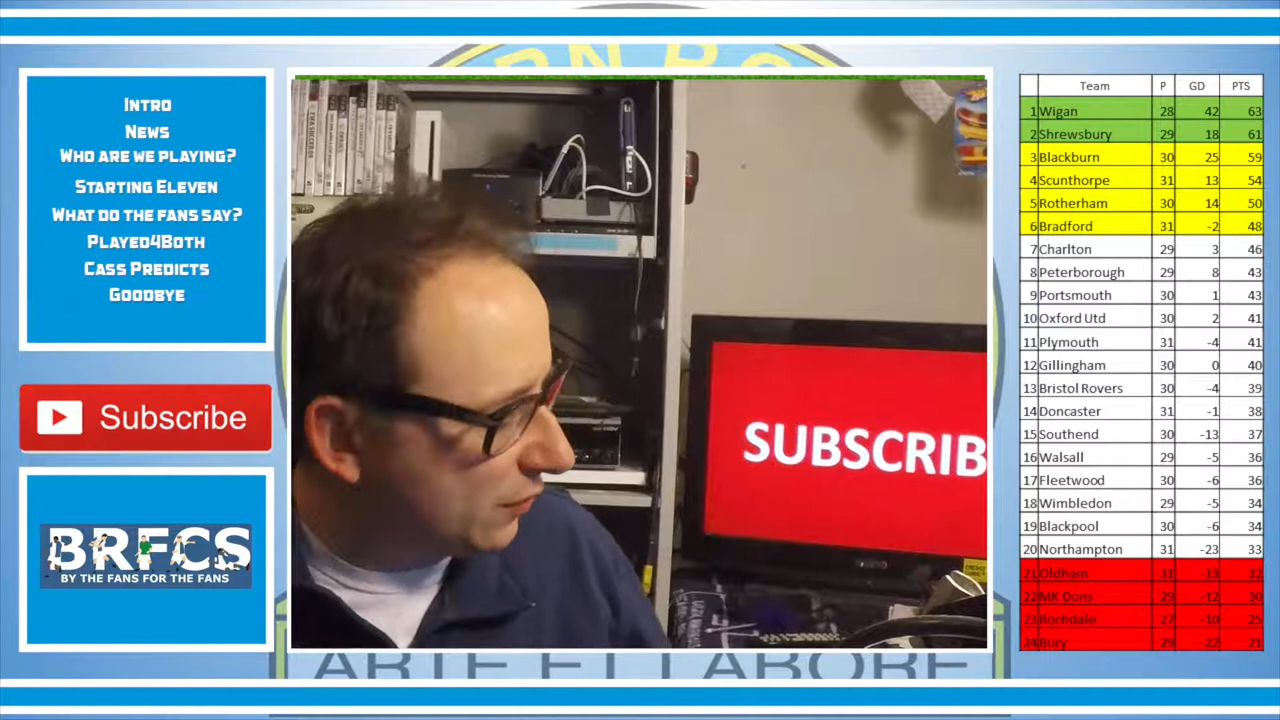 INTRO
NEWS
WHO ARE WE PLAYING?
STARTING ELEVEN
WHAT DO THE FANS SAY?
PLAYED4BOTH
CASS PREDICTS
GOODBYE
Subscribe
BRFCS
BY THE FANS FOR THE FANS
SUBSCRIB
ARTE ET LABORE
Team P GD PTS
1 Wigan 28 42 63
2 Shrewsbury 29 18 61
3 Blackburn 30 25 59
4 Scunthorpe 31 13 54
5 Rotherham 30 14 50
6 Bradford 31 -2 48
7 Charlton 29 3 46
8 Peterborough 29 8 43
9 Portsmouth 30 1 43
10 Oxford Utd 30 2 41
11 Plymouth 31 -4 41
12 Gillingham 30 0 40
13 Bristol Rovers 30 -4 39
14 Doncaster 31 -1 38
15 Southend 30 -13 37
16 Walsall 29 -5 36
17 Fleetwood 30 -6 36
18 Wimbledon 29 -5 34
19 Blackpool 30 -6 34
20 Northampton 31 -23 33
21 Oldham 31 -13 32
22 MK Dons 29 -12 30
23 Rochdale 27 -10 25
24 Bury 29 -22 21